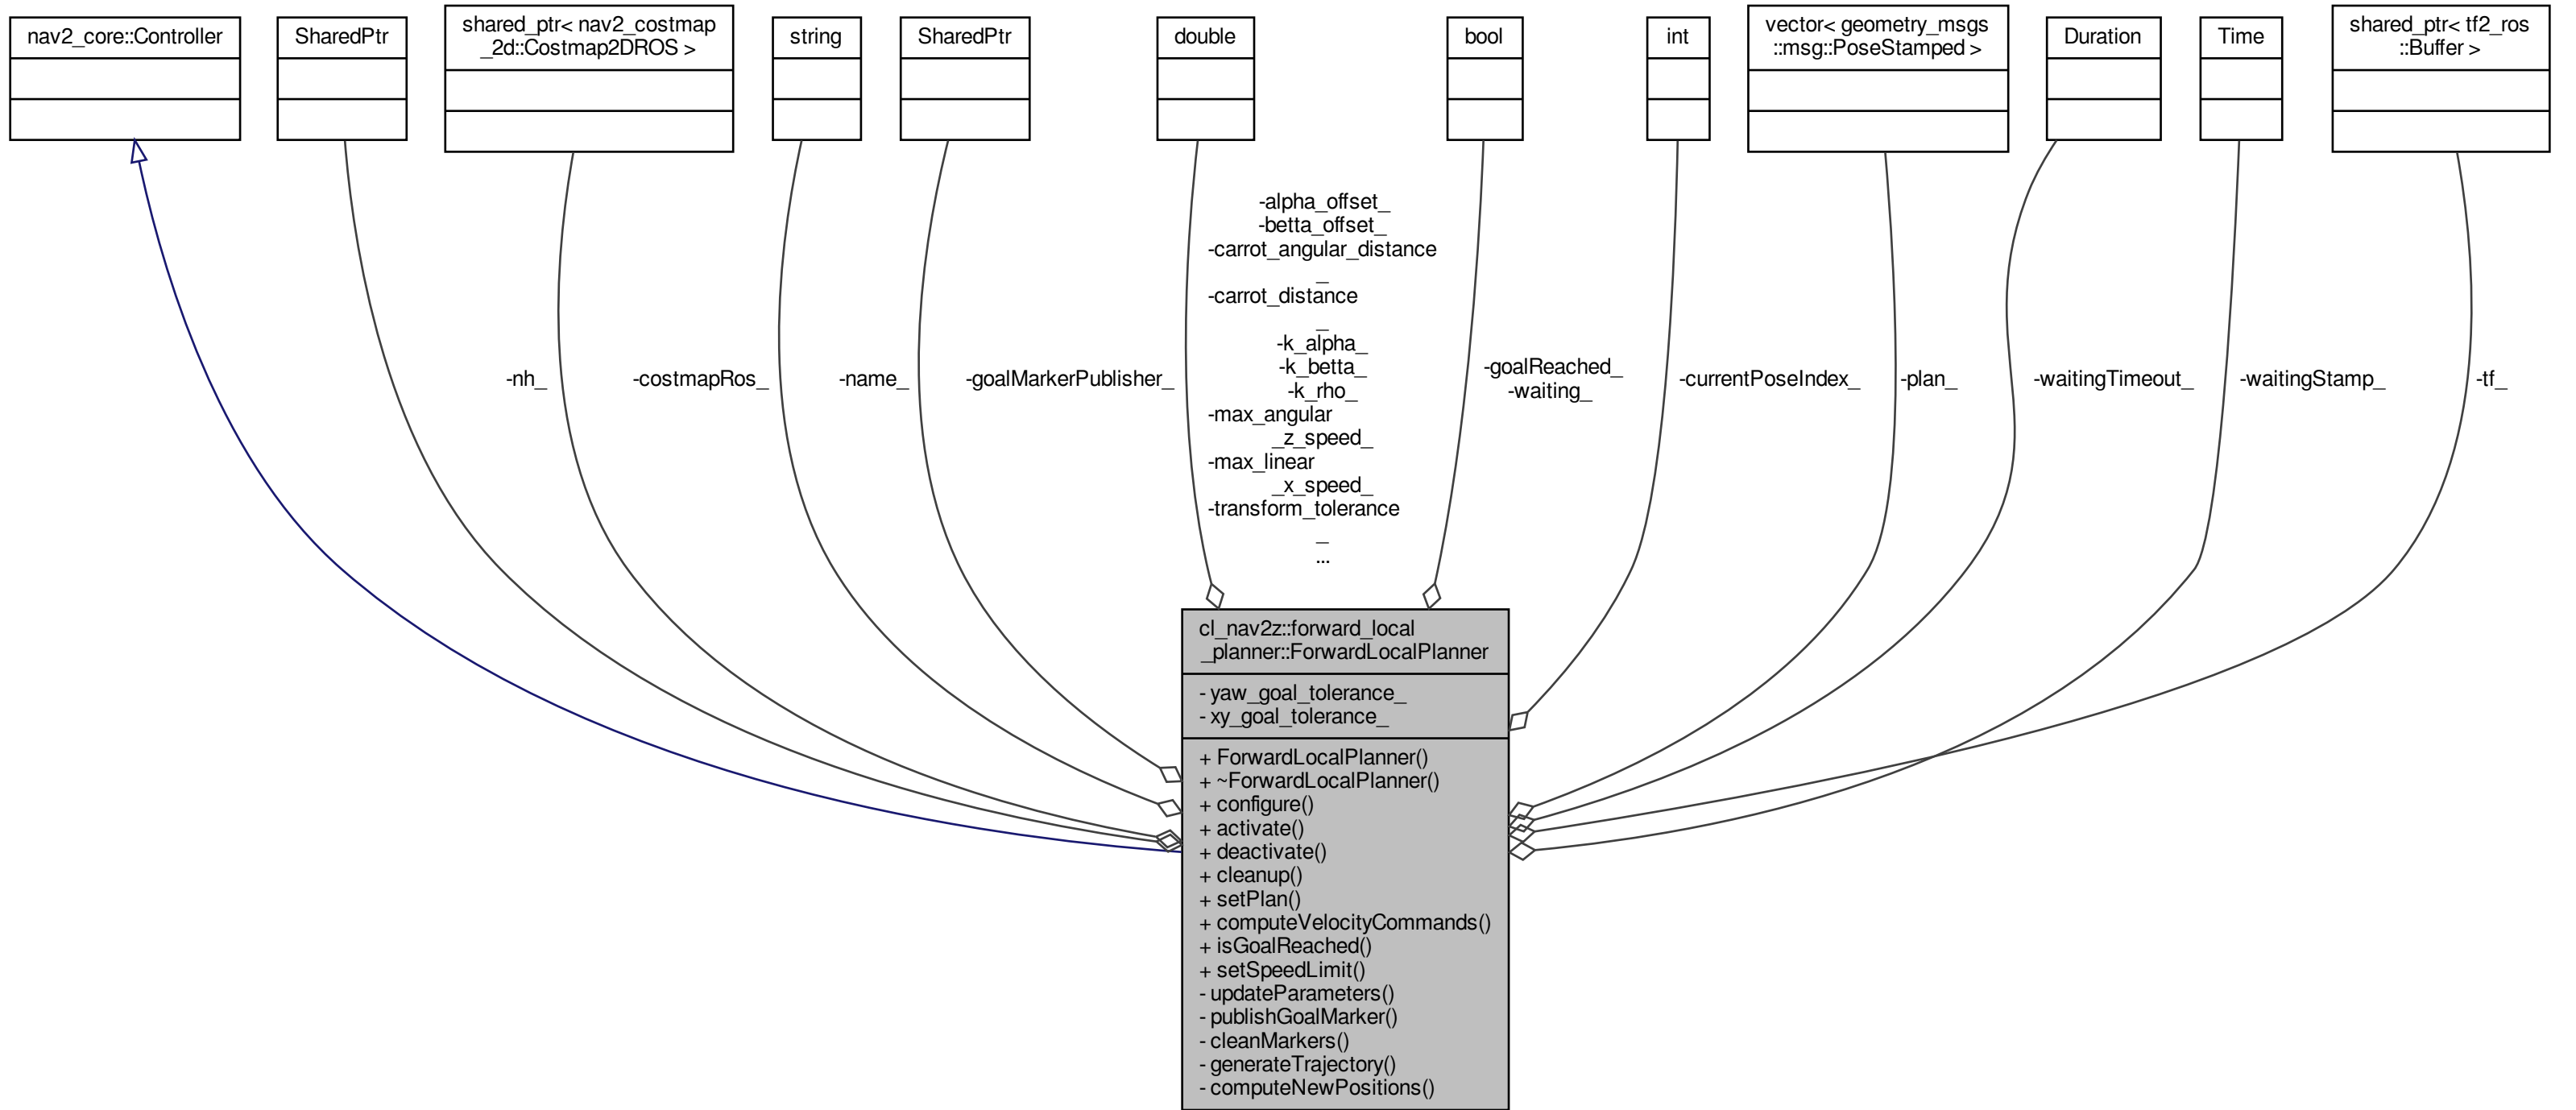 nav2_core::Controller
SharedPtr
shared_ptr< nav2_costmap
_2d::Costmap2DROS >
string
SharedPtr
double
bool
int
vector< geometry_msgs
::msg::PoseStamped >
Duration
Time
shared_ptr< tf2_ros
::Buffer >
-nh_
-costmapRos_
-name_
-goalMarkerPublisher_
-alpha_offset_
-betta_offset_
-carrot_angular_distance
_
-carrot_distance
_
-k_alpha_
-k_betta_
-k_rho_
-max_angular
_z_speed_
-max_linear
_x_speed_
-transform_tolerance
_
...
-goalReached_
-waiting_
-currentPoseIndex_
-plan_
-waitingTimeout_
-waitingStamp_
-tf_
cl_nav2z::forward_local
_planner::ForwardLocalPlanner
- yaw_goal_tolerance_
- xy_goal_tolerance_
+ ForwardLocalPlanner()
+ ~ForwardLocalPlanner()
+ configure()
+ activate()
+ deactivate()
+ cleanup()
+ setPlan()
+ computeVelocityCommands()
+ isGoalReached()
+ setSpeedLimit()
- updateParameters()
- publishGoalMarker()
- cleanMarkers()
- generateTrajectory()
- computeNewPositions()